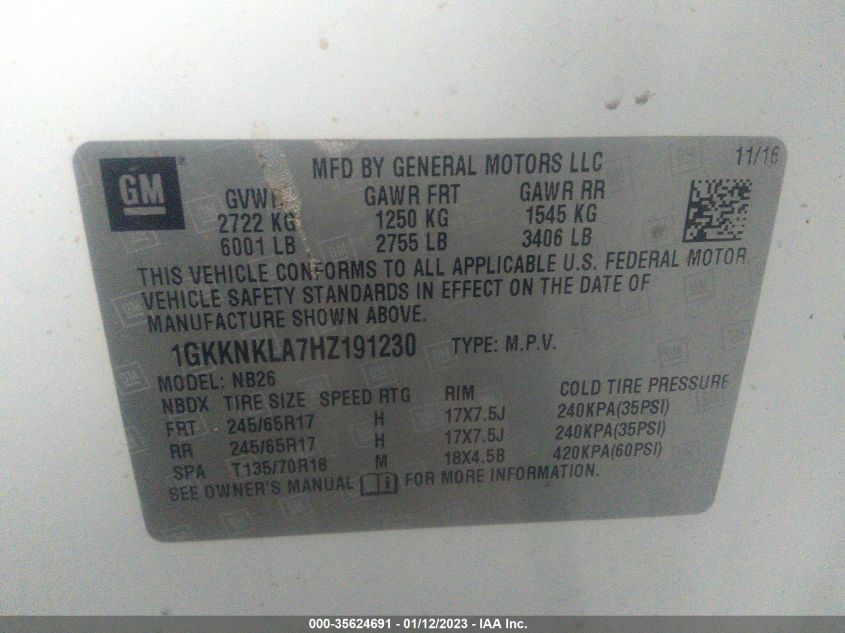 GM
MFD BY GENERAL MOTORS LLC 11/16
GAWR FRT GAWR RR
2722 KG 1250 KG 1545 KG
6001 LB 2755 LB 3406 LB
THIS VEHICLE CONFORMS TO ALL APPLICABLE U.S. FEDERAL MOTOR
VEHICLE SAFETY STANDARDS IN EFFECT ON THE DATE OF
MANUFACTURE SHOWN ABOVE.
1GKKNKLA7HZ191230 TYPE: M.P.V.
MODEL: NB26
NBDX TIRE SIZE SPEED RTG RIM COLD TIRE PRESSURE
FRT 245/65R17 H 17X7.5J 240KPA(35PSI)
RR 245/65R17 H 17X7.5J 240KPA(35PSI)
SPA T135/70R18 M 18X4.5B 420KPA(60PSI)
SEE OWNER'S MANUAL FOR MORE INFORMATION.
000-35624691 - 01/12/2023 - IAA Inc.